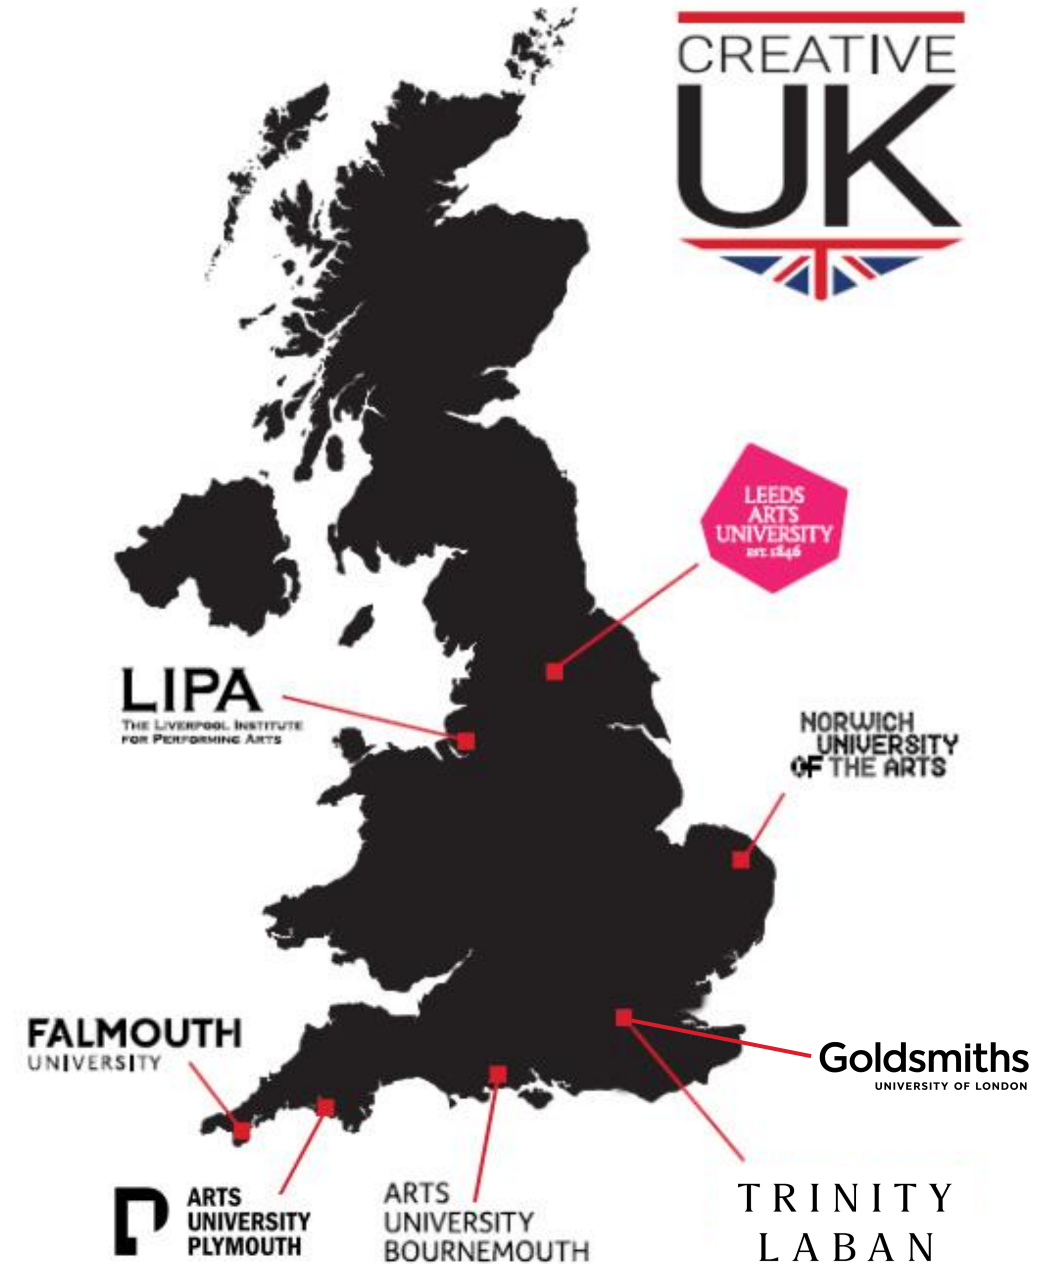 CREATIVE
UK
LEEDS
ARTS
UNIVERSITY
EST. 1846
LIPA
THE LIVERPOOL INSTITUTE
FOR PERFORMING ARTS
NORWICH
UNIVERSITY
OF THE ARTS
FALMOUTH
UNIVERSITY
Goldsmiths
UNIVERSITY OF LONDON
ARTS
UNIVERSITY
PLYMOUTH
ARTS
UNIVERSITY
BOURNEMOUTH
TRINITY
LABAN